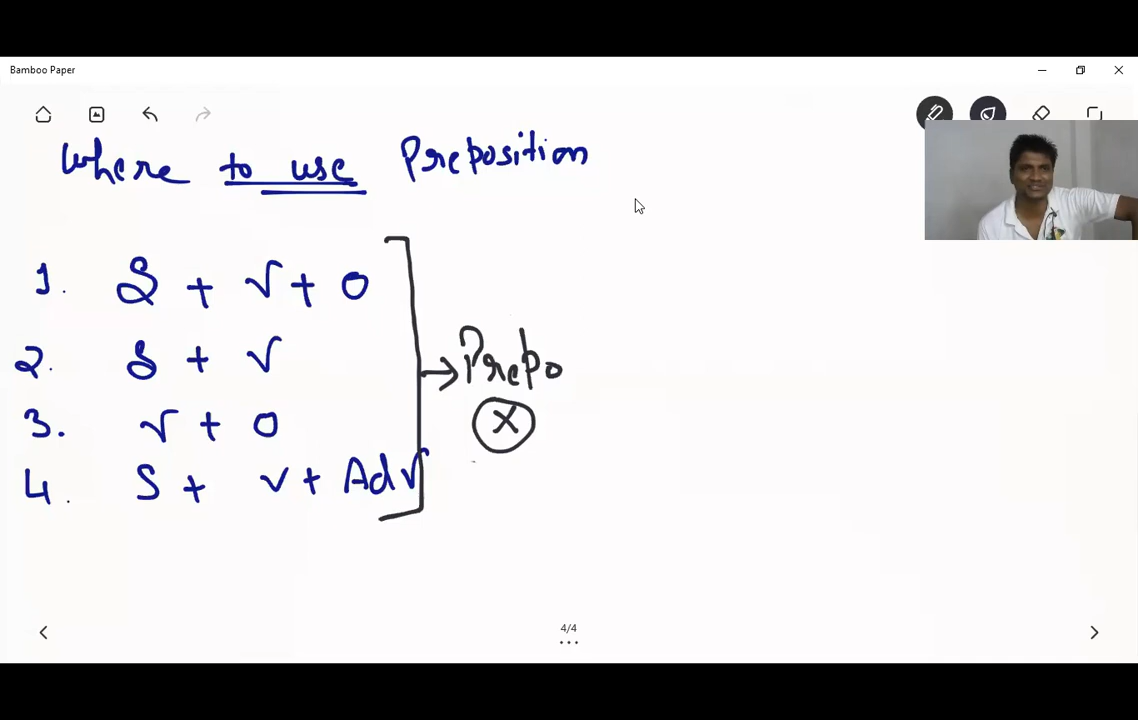 Bamboo Paper
Where to use Preposition
1. S + V + O
2. S + V
3. V + O
4. S + V + Adv
→ Prepo
X
4/4